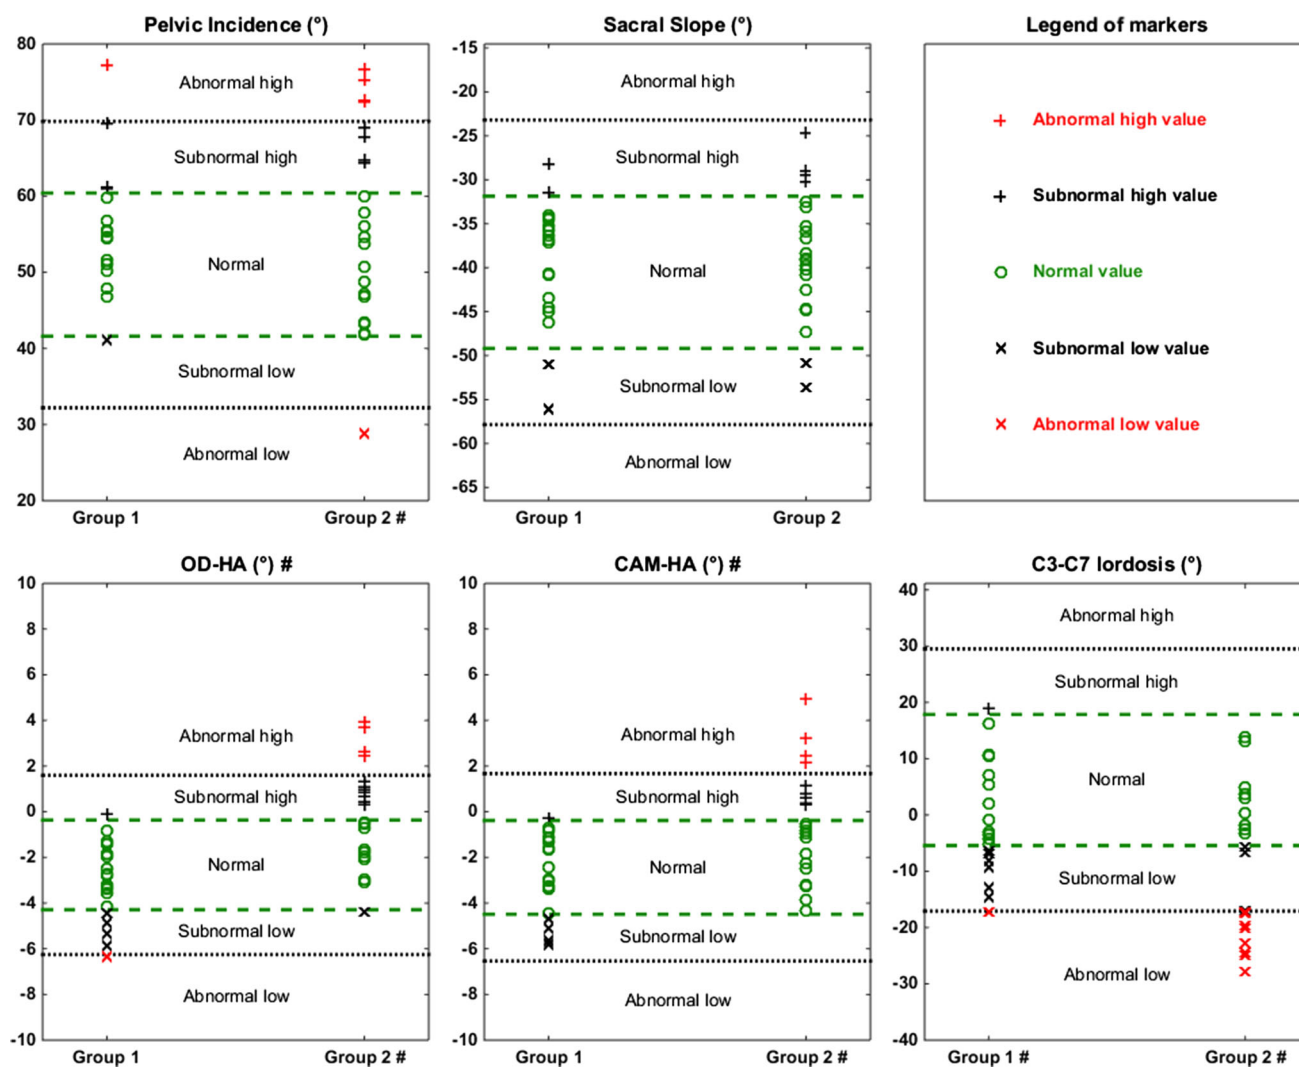 Pelvic Incidence (°)
80
70
60
50
40
30
20
Abnormal high
Subnormal high
Normal
Subnormal low
Abnormal low
Group 1
Group 2 #
Sacral Slope (°)
-15
-20
-25
-30
-35
-40
-45
-50
-55
-60
-65
Abnormal high
Subnormal high
Normal
Subnormal low
Abnormal low
Group 1
Group 2
Legend of markers
Abnormal high value
Subnormal high value
Normal value
Subnormal low value
Abnormal low value
OD-HA (°) #
10
8
6
4
2
0
-2
-4
-6
-8
-10
Abnormal high
Subnormal high
Normal
Subnormal low
Abnormal low
Group 1
Group 2 #
CAM-HA (°) #
10
8
6
4
2
0
-2
-4
-6
-8
-10
Abnormal high
Subnormal high
Normal
Subnormal low
Abnormal low
Group 1
Group 2 #
C3-C7 lordosis (°)
40
30
20
10
0
-10
-20
-30
-40
Abnormal high
Subnormal high
Normal
Subnormal low
Abnormal low
Group 1 #
Group 2 #